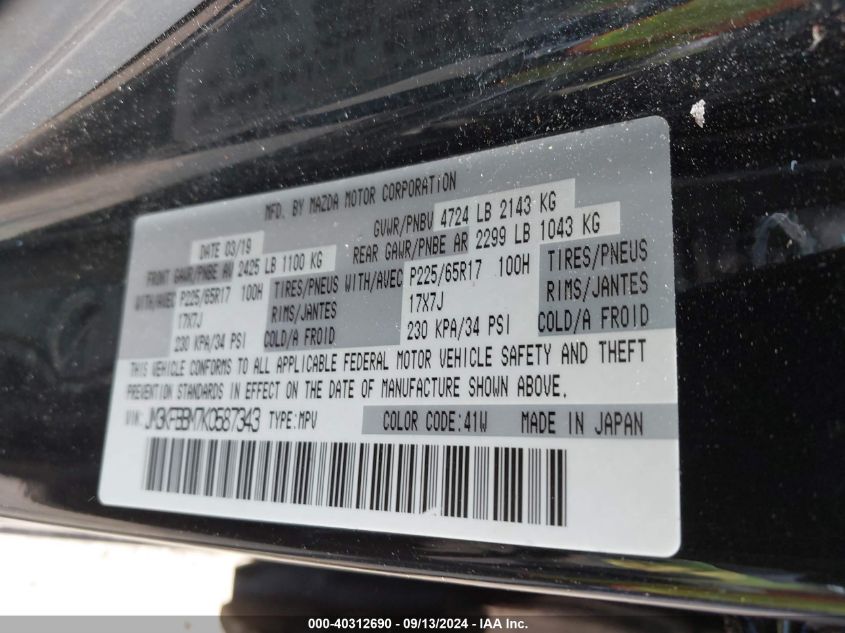 MFD. BY MAZDA MOTOR CORPORATION
DATE 03/19 GVWR/PNBV 4724 LB 2143 KG
FRONT GAWR/PNBE AV 2425 LB 1100 KG REAR GAWR/PNBE AR 2299 LB 1043 KG
WITH/AVEC P225/65R17 100H TIRES/PNEUS WITH/AVEC P225/65R17 100H TIRES/PNEUS
17X7J RIMS/JANTES 17X7J RIMS/JANTES
230 KPA/34 PSI COLD/A FROID 230 KPA/34 PSI COLD/A FROID
THIS VEHICLE CONFORMS TO ALL APPLICABLE FEDERAL MOTOR VEHICLE SAFETY AND THEFT
PREVENTION STANDARDS IN EFFECT ON THE DATE OF MANUFACTURE SHOWN ABOVE.
VIN: JM3KFBBM7K0587343 TYPE:MPV COLOR CODE:41W MADE IN JAPAN
000-40312690 - 09/13/2024 - IAA Inc.